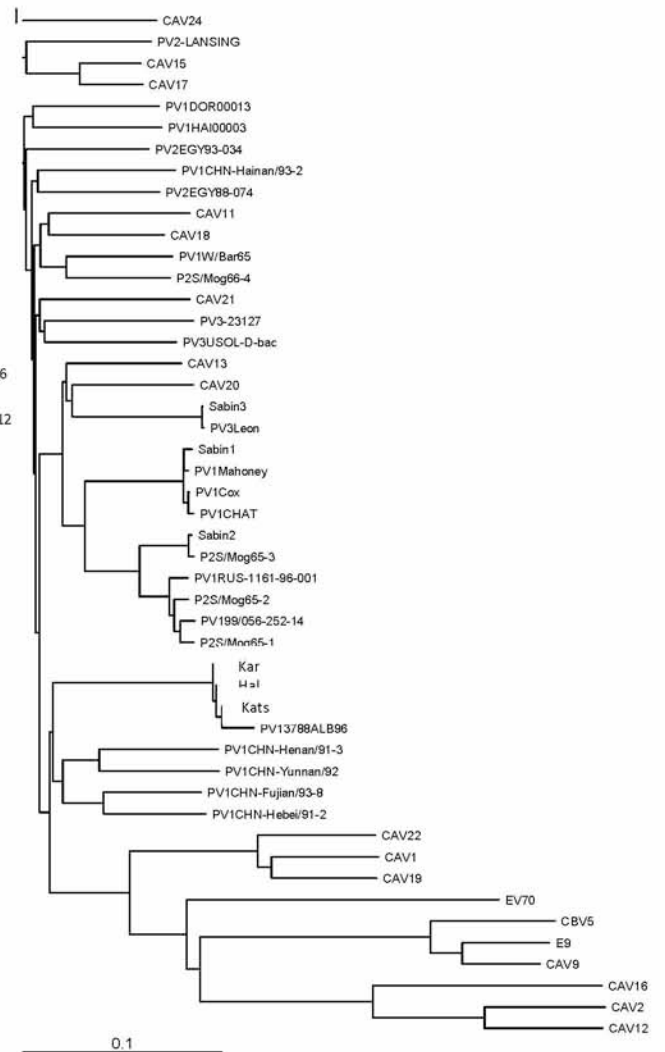 CAV24
PV2-LANSING
CAV15
CAV17
PV1DOR00013
PV1HAI00003
PV2EGY93-034
PV1CHN-Hainan/93-2
PV2EGY88-074
CAV11
CAV18
PV1W/Bar65
P2S/Mog66-4
CAV21
PV3-23127
PV3USOL-D-bac
CAV13
6
CAV20
Sabin3
12
PV3Leon
Sabin1
PV1Mahoney
PV1Cox
PV1CHAT
Sabin2
P2S/Mog65-3
PV1RUS-1161-96-001
P2S/Mog65-2
PV199/056-252-14
P2S/Mog65-1
Kar
Kats
PV13788ALB96
PV1CHN-Henan/91-3
PV1CHN-Yunnan/92
PV1CHN-Fujian/93-8
PV1CHN-Hebei/91-2
CAV22
CAV1
CAV19
EV70
CBV5
E9
CAV9
CAV16
CAV2
CAV12
0.1